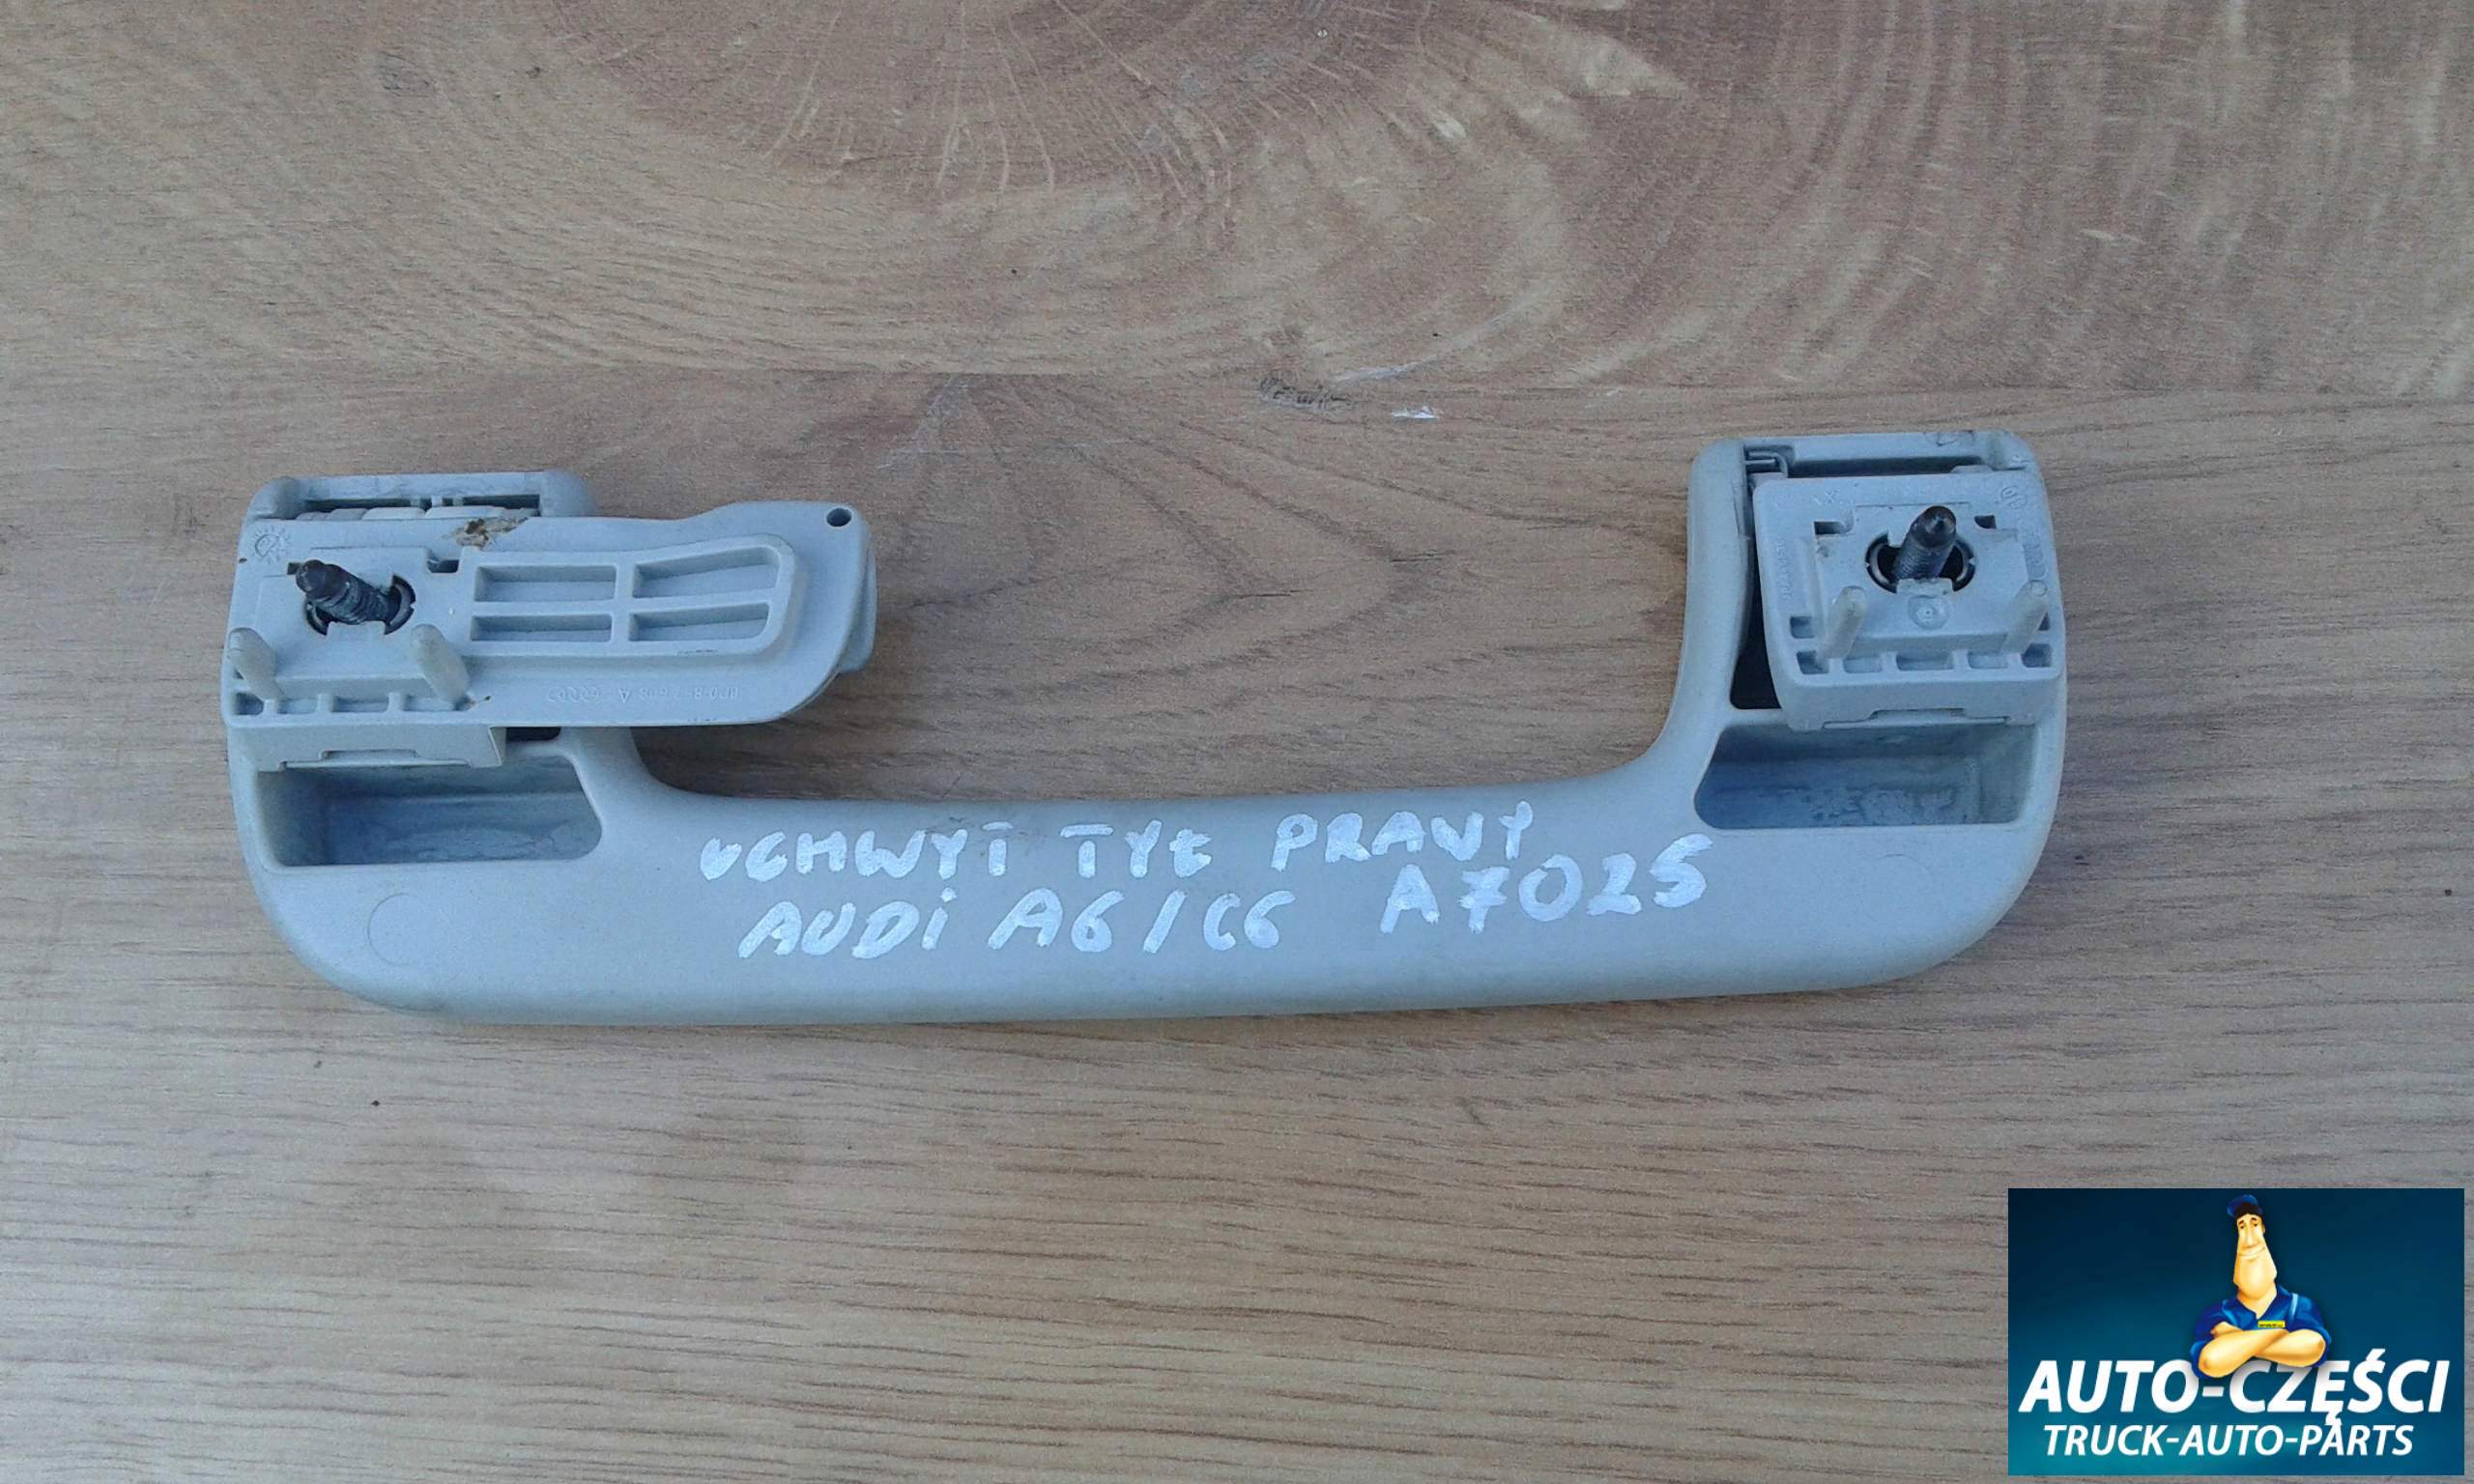 UCHWYT TYŁ PRAWY
AUDi A6/C6 A7025
AUTO-CZĘŚCI
TRUCK-AUTO-PARTS